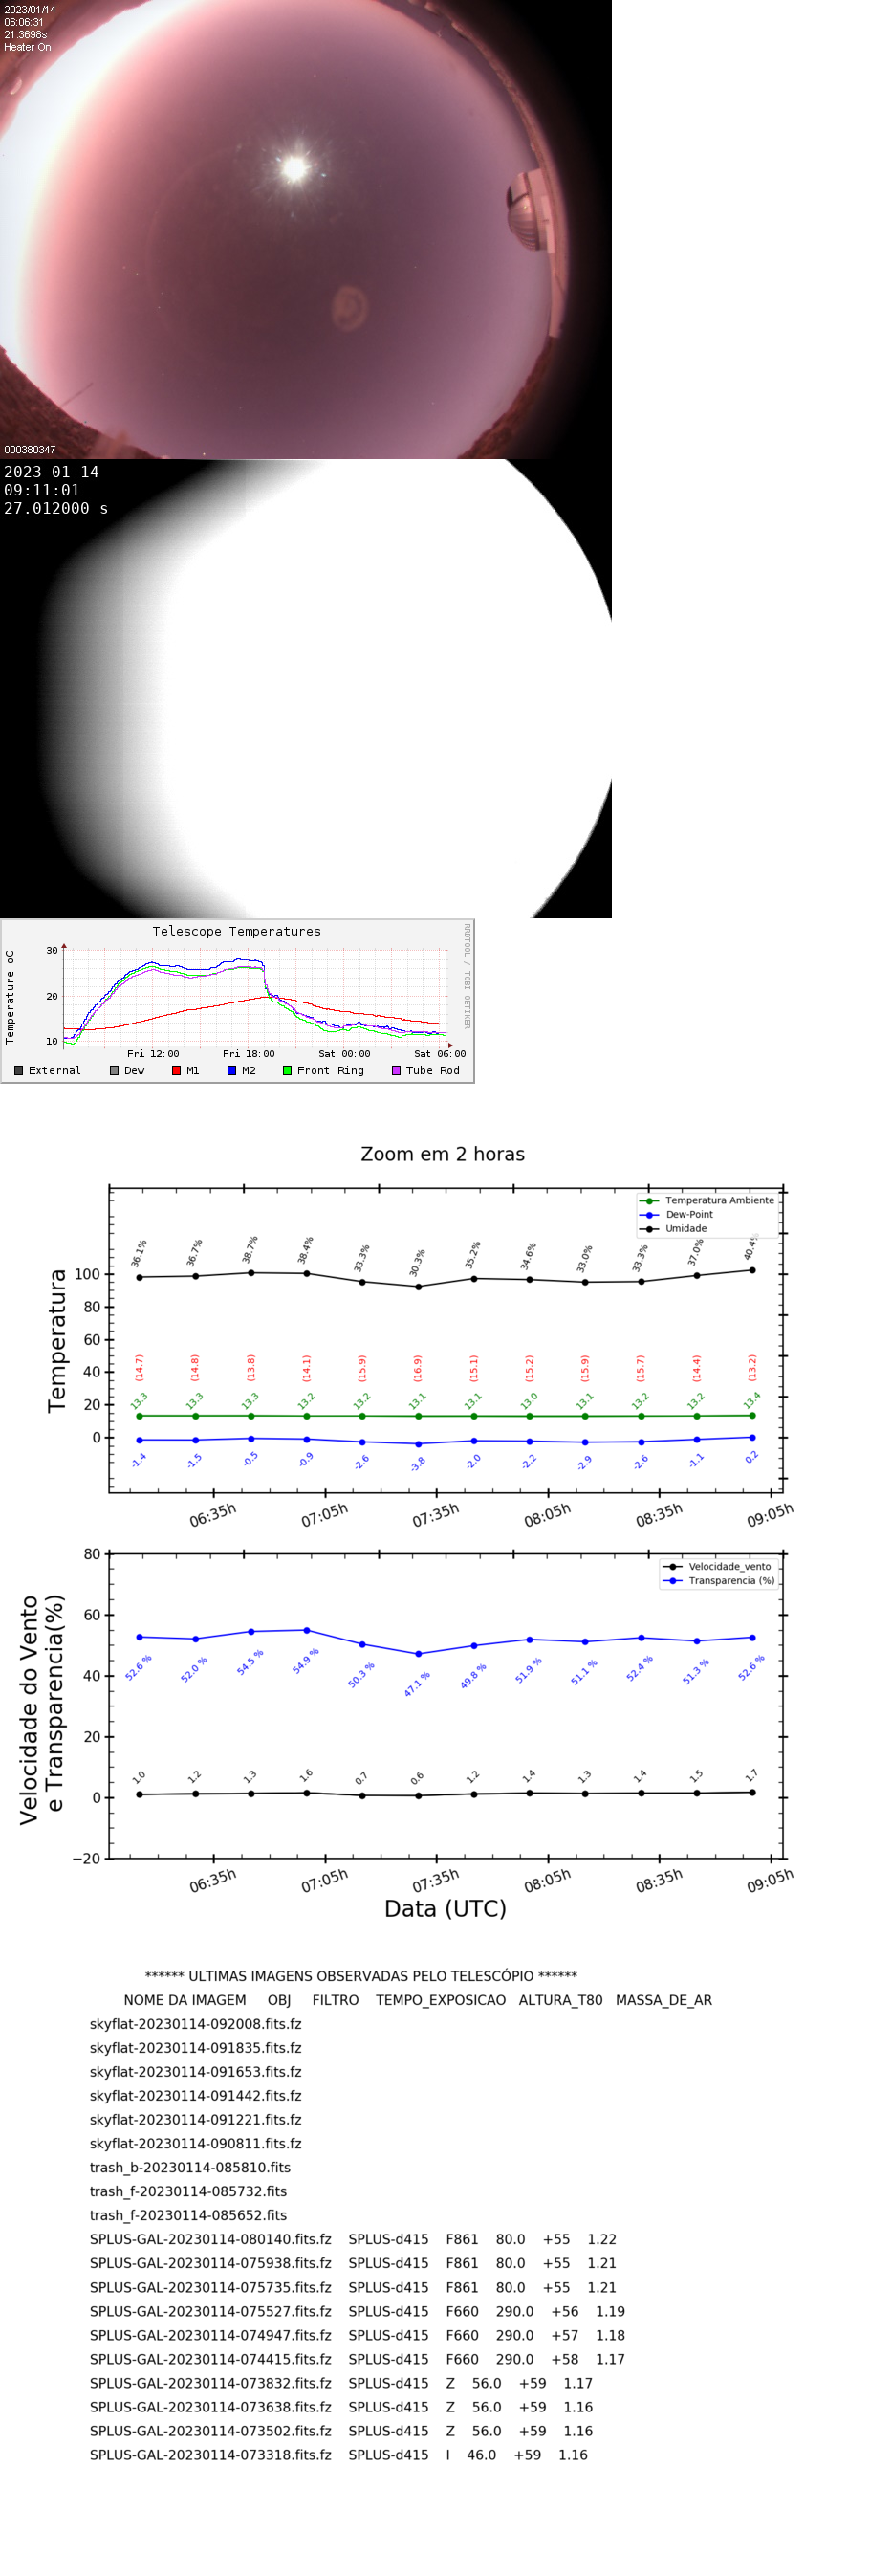 2023/01/14
06:06:31
21.3698s
Heater On
000380347
2023-01-14
09:11:01
27.012000 s
Telescope Temperatures
RRDTOOL / TOBI OETIKER
Temperature oC
30
20
10
Fri 12:00 Fri 18:00 Sat 00:00 Sat 06:00
External Dew M1 M2 Front Ring Tube Rod
Zoom em 2 horas
Temperatura Ambiente
Dew-Point
Umidade
36.1% 36.7% 38.7% 38.4% 33.3% 30.3% 35.2% 34.6% 33.0% 33.3% 37.0% 40.4%
Temperatura
100
80
60
40
20
0
(14.7) (14.8) (13.8) (14.1) (15.9) (16.9) (15.1) (15.2) (15.9) (15.7) (14.4) (13.2)
13.3 13.3 13.3 13.2 13.2 13.1 13.1 13.0 13.1 13.2 13.2 13.4
-1.4 -1.5 -0.5 -0.9 -2.6 -3.8 -2.0 -2.2 -2.9 -2.6 -1.1 0.2
06:35h 07:05h 07:35h 08:05h 08:35h 09:05h
Velocidade_vento
Transparencia (%)
Velocidade do Vento
e Transparencia(%)
80
60
40
20
0
−20
52.6 % 52.0 % 54.5 % 54.9 % 50.3 % 47.1 % 49.8 % 51.9 % 51.1 % 52.4 % 51.3 % 52.6 %
1.0 1.2 1.3 1.6 0.7 0.6 1.2 1.4 1.3 1.4 1.5 1.7
06:35h 07:05h 07:35h 08:05h 08:35h 09:05h
Data (UTC)
****** ULTIMAS IMAGENS OBSERVADAS PELO TELESCÓPIO ******
NOME DA IMAGEM OBJ FILTRO TEMPO_EXPOSICAO ALTURA_T80 MASSA_DE_AR
skyflat-20230114-092008.fits.fz
skyflat-20230114-091835.fits.fz
skyflat-20230114-091653.fits.fz
skyflat-20230114-091442.fits.fz
skyflat-20230114-091221.fits.fz
skyflat-20230114-090811.fits.fz
trash_b-20230114-085810.fits
trash_f-20230114-085732.fits
trash_f-20230114-085652.fits
SPLUS-GAL-20230114-080140.fits.fz SPLUS-d415 F861 80.0 +55 1.22
SPLUS-GAL-20230114-075938.fits.fz SPLUS-d415 F861 80.0 +55 1.21
SPLUS-GAL-20230114-075735.fits.fz SPLUS-d415 F861 80.0 +55 1.21
SPLUS-GAL-20230114-075527.fits.fz SPLUS-d415 F660 290.0 +56 1.19
SPLUS-GAL-20230114-074947.fits.fz SPLUS-d415 F660 290.0 +57 1.18
SPLUS-GAL-20230114-074415.fits.fz SPLUS-d415 F660 290.0 +58 1.17
SPLUS-GAL-20230114-073832.fits.fz SPLUS-d415 Z 56.0 +59 1.17
SPLUS-GAL-20230114-073638.fits.fz SPLUS-d415 Z 56.0 +59 1.16
SPLUS-GAL-20230114-073502.fits.fz SPLUS-d415 Z 56.0 +59 1.16
SPLUS-GAL-20230114-073318.fits.fz SPLUS-d415 I 46.0 +59 1.16